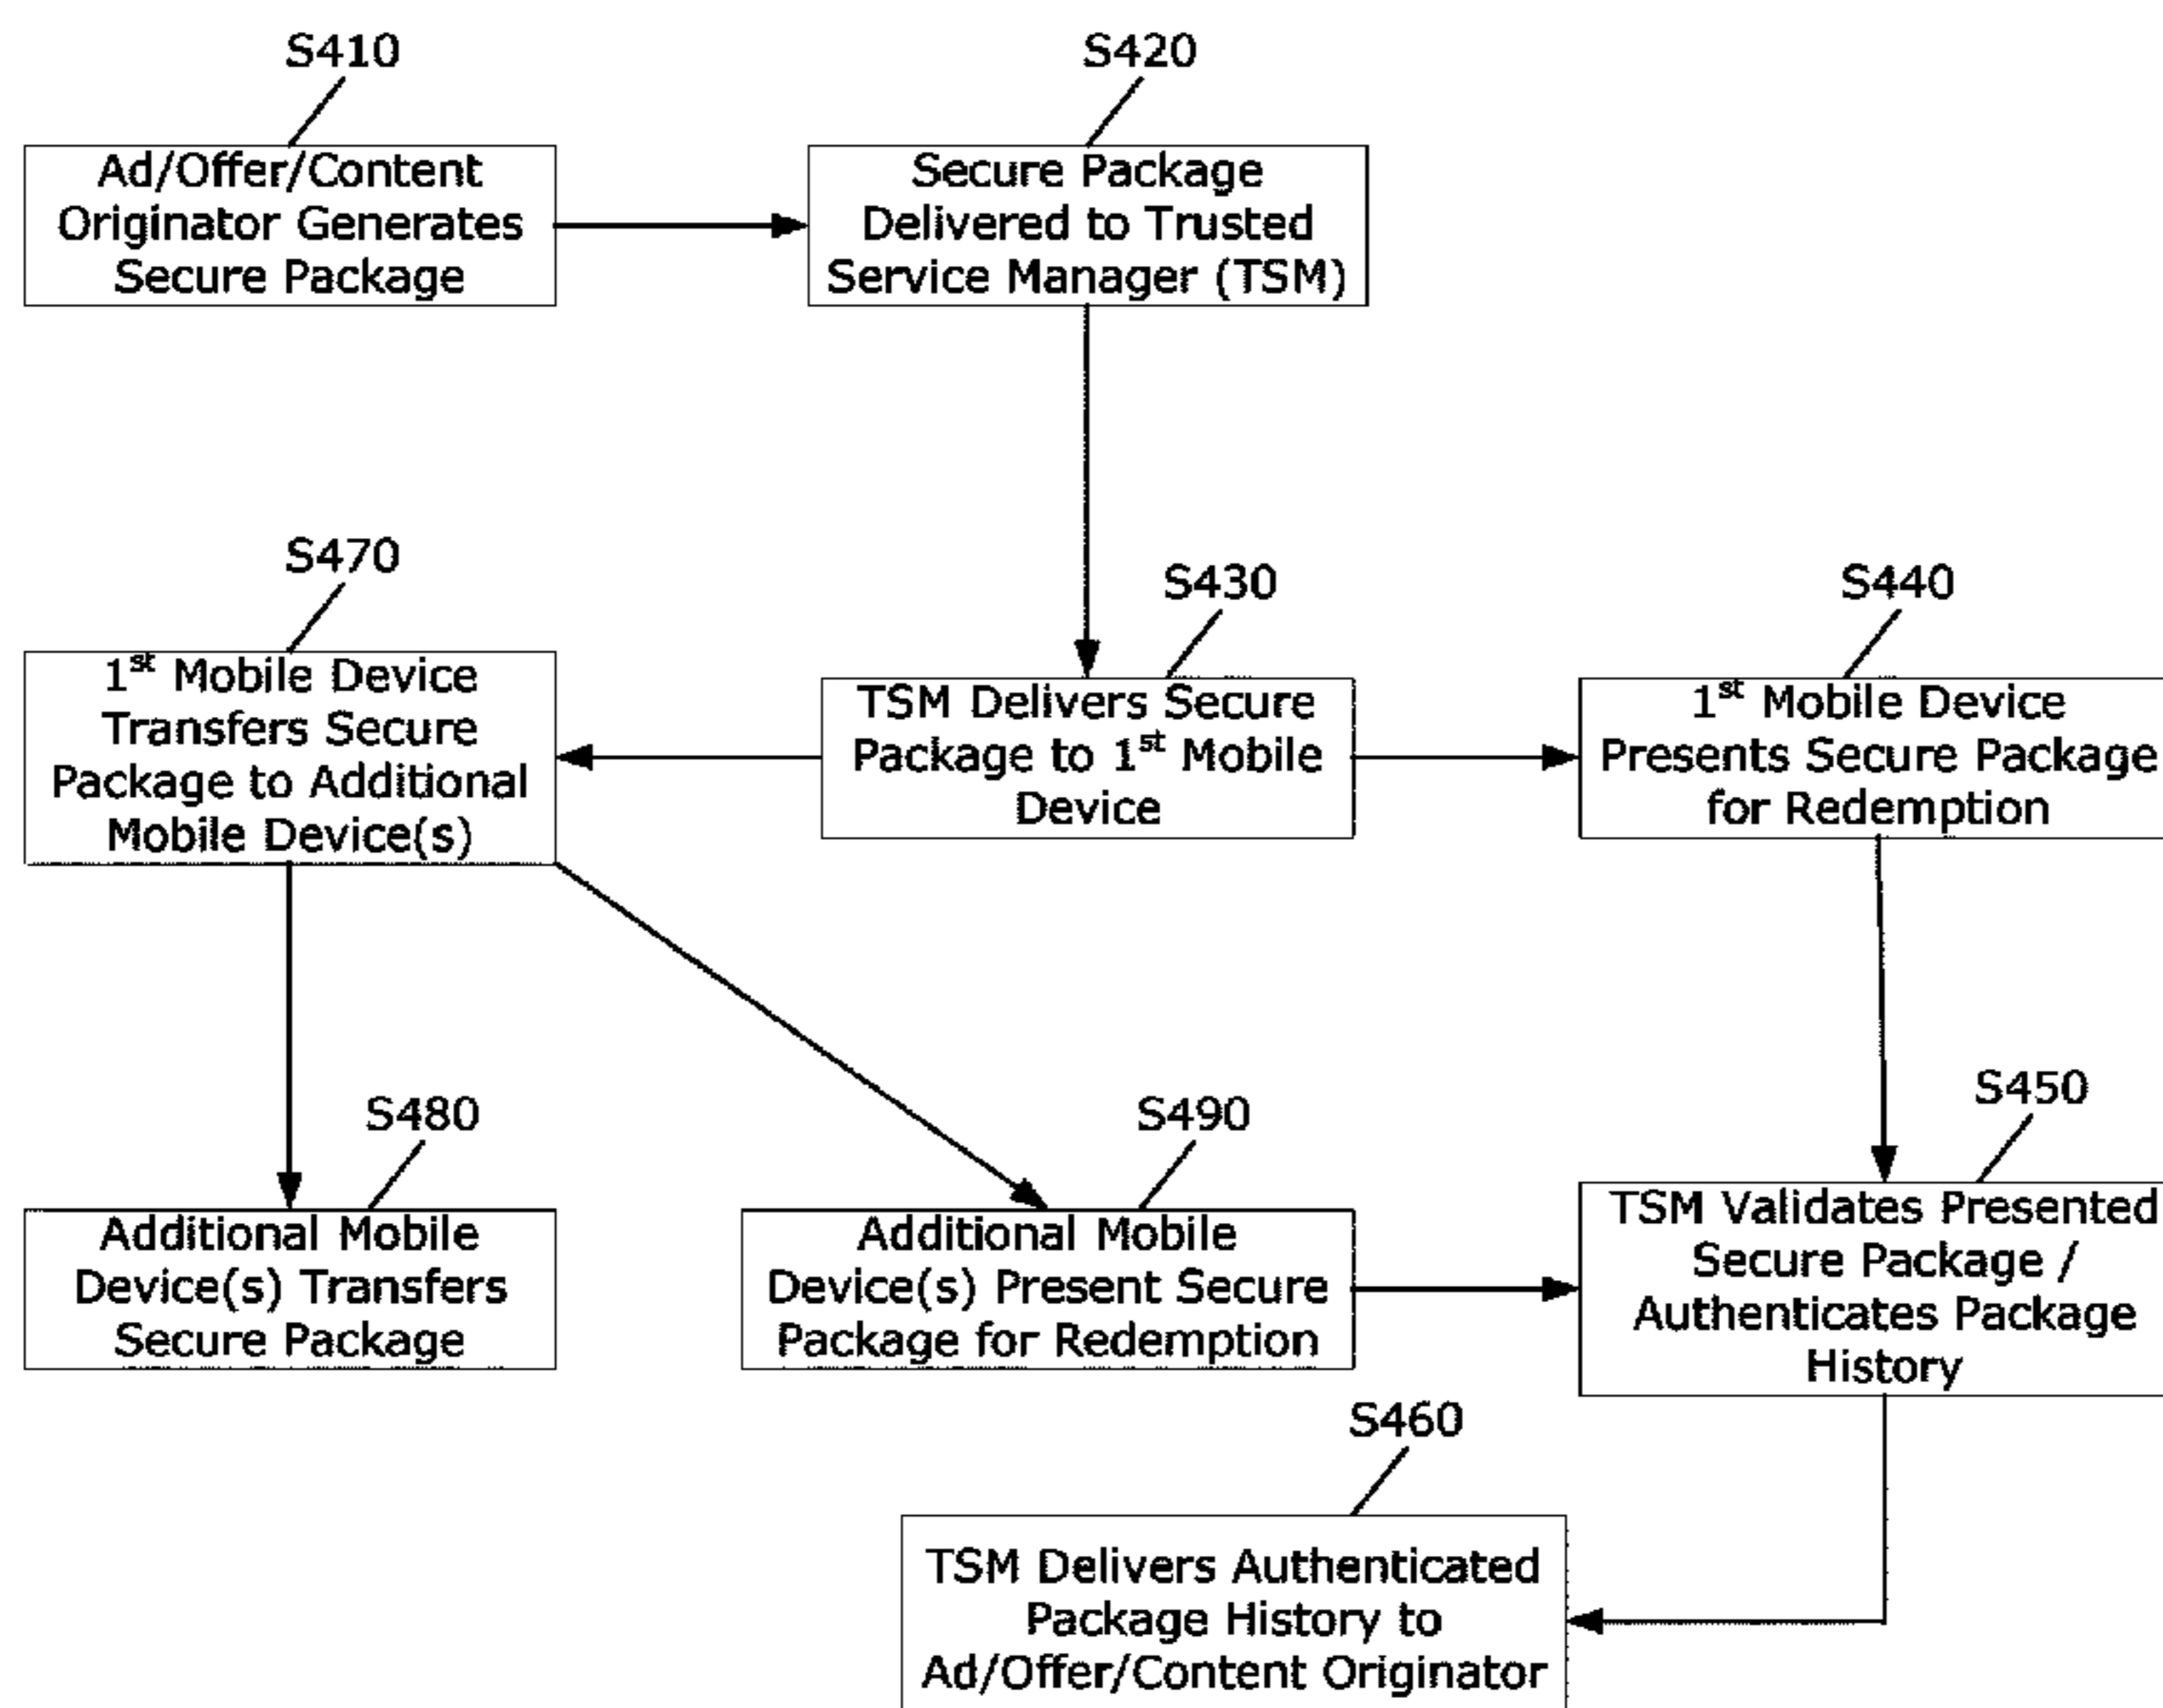 S410
Ad/Offer/Content
Originator Generates
Secure Package
S420
Secure Package
Delivered to Trusted
Service Manager (TSM)
S470
1st Mobile Device
Transfers Secure
Package to Additional
Mobile Device(s)
S430
TSM Delivers Secure
Package to 1st Mobile
Device
S440
1st Mobile Device
Presents Secure Package
for Redemption
S480
Additional Mobile
Device(s) Transfers
Secure Package
S490
Additional Mobile
Device(s) Present Secure
Package for Redemption
S450
TSM Validates Presented
Secure Package /
Authenticates Package
History
S460
TSM Delivers Authenticated
Package History to
Ad/Offer/Content Originator